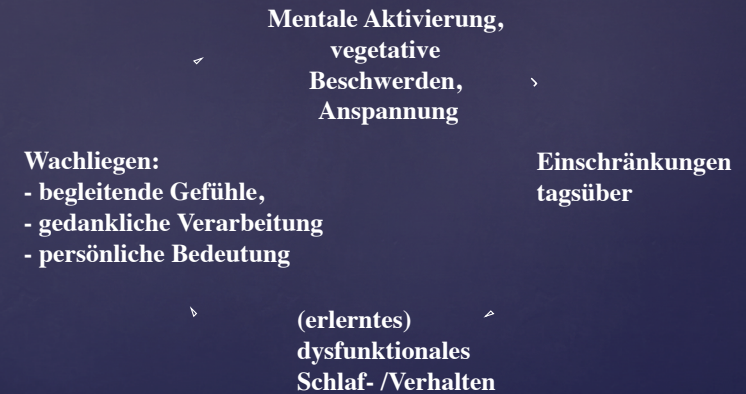 Mentale Aktivierung,
vegetative
Beschwerden,
Anspannung
Wachliegen:
- begleitende Gefühle,
- gedankliche Verarbeitung
- persönliche Bedeutung
Einschränkungen
tagsüber
(erlerntes)
dysfunktionales
Schlaf- /Verhalten